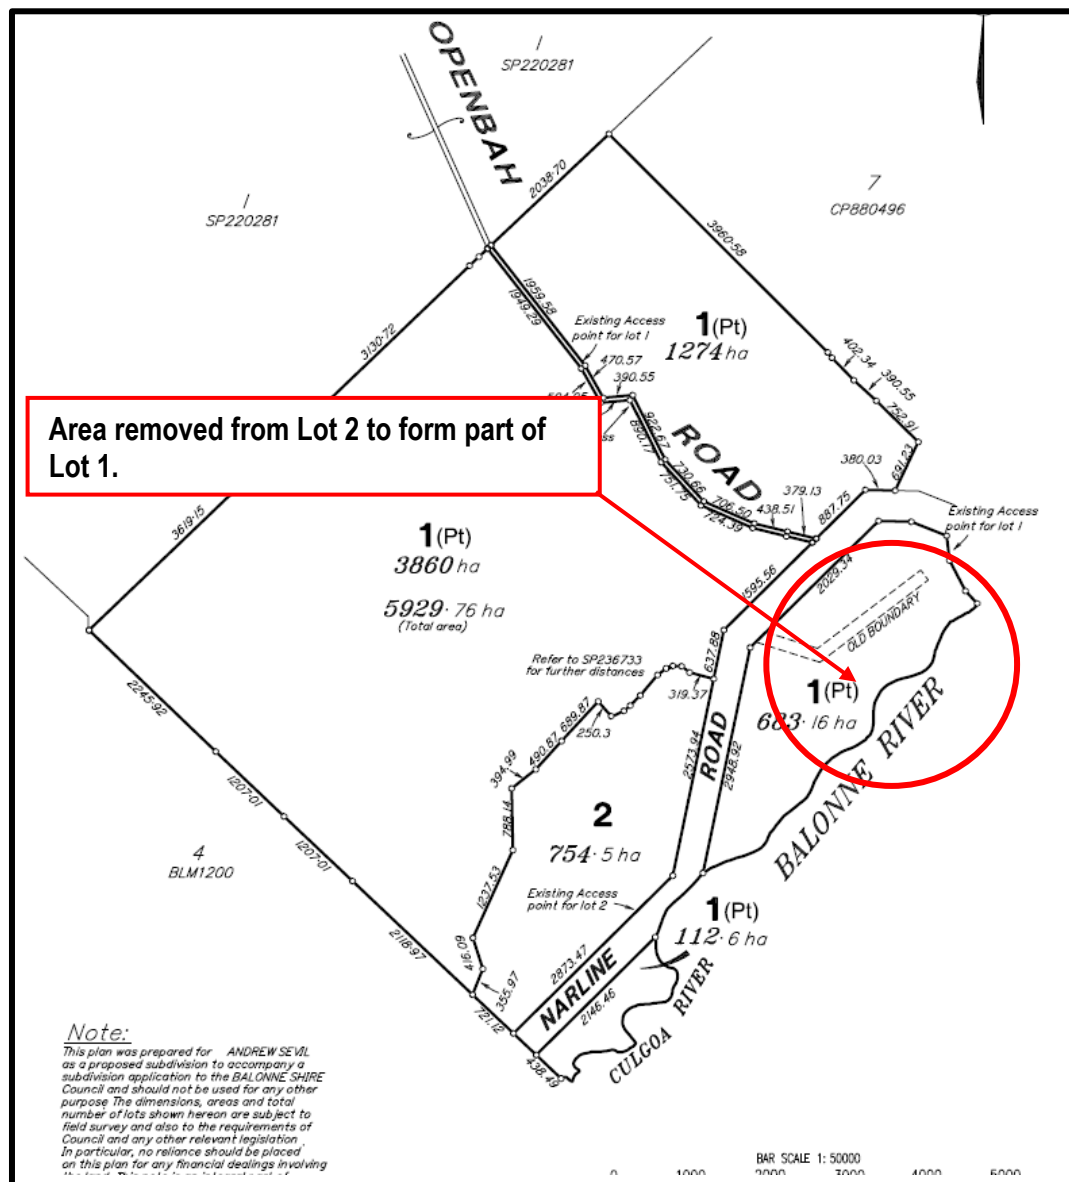 OPENBAH
1
SP220281
1
SP220281
7
CP880496
2038·70
3960·58
1959.58
1949.29
3130·72
Existing Access
point for lot 1
470.57
390.55
1(Pt)
1274 ha
402.34
390.55
752.91
691.23
380.03
Area removed from Lot 2 to form part of
Lot 1.
922.67
890.17
ROAD
730.66
751.75
706.50
724.39
438.51
379.13
887.75
Existing Access
point for lot 1
3619·15
1(Pt)
3860 ha
5929·76 ha
(Total area)
1595.56
2029.34
OLD BOUNDARY
637.88
Refer to SP236733
for further distances
319.37
1(Pt)
683·16 ha
2245·92
689.87
250.3
490.87
394.99
2573.94
ROAD
2948.92
BALONNE RIVER
788.14
2
754·5 ha
1207·01
1207·01
4
BLM1200
1237.53
Existing Access
point for lot 2
1(Pt)
112·6 ha
2118·97
416.09
355.97
2873.47
NARLINE
2146.46
CULGOA RIVER
721.12
438.49
Note:
This plan was prepared for ANDREW SEVIL
as a proposed subdivision to accompany a
subdivision application to the BALONNE SHIRE
Council and should not be used for any other
purpose The dimensions, areas and total
number of lots shown hereon are subject to
field survey and also to the requirements of
Council and any other relevant legislation
In particular, no reliance should be placed
on this plan for any financial dealings involving
BAR SCALE 1: 50000
0 1000 2000 3000 4000 5000